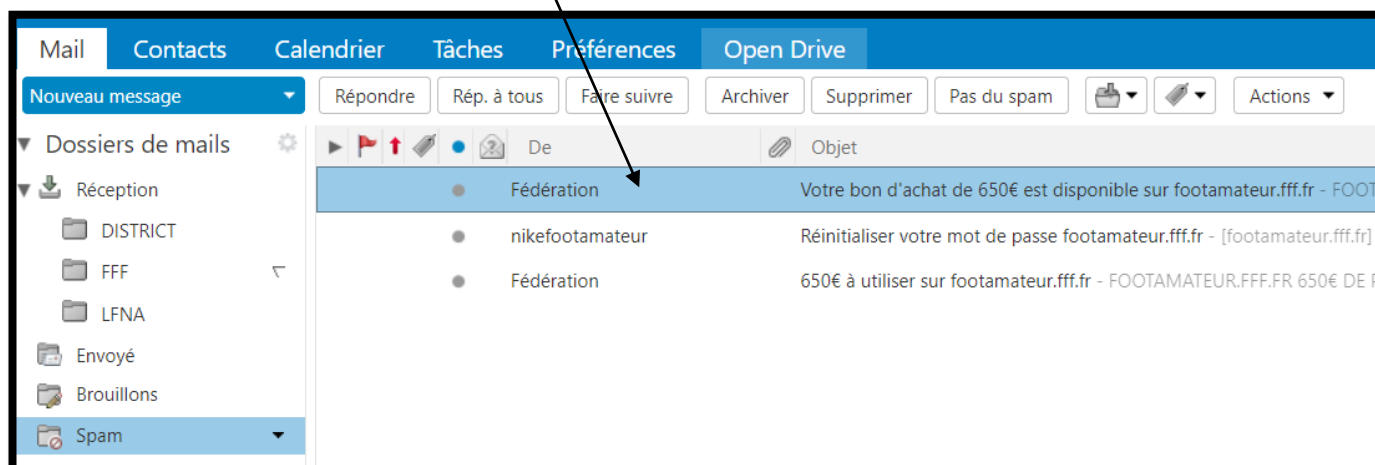 Mail Contacts Calendrier Tâches Préférences Open Drive
Nouveau message Répondre Rép. à tous Faire suivre Archiver Supprimer Pas du spam Actions
Dossiers de mails De Objet
Réception Fédération Votre bon d'achat de 650€ est disponible sur footamateur.fff.fr - FOOT
DISTRICT nikefootamateur Réinitialiser votre mot de passe footamateur.fff.fr - [footamateur.fff.fr]
FFF Fédération 650€ à utiliser sur footamateur.fff.fr - FOOTAMATEUR.FFF.FR 650€ DE
LFNA
Envoyé
Brouillons
Spam